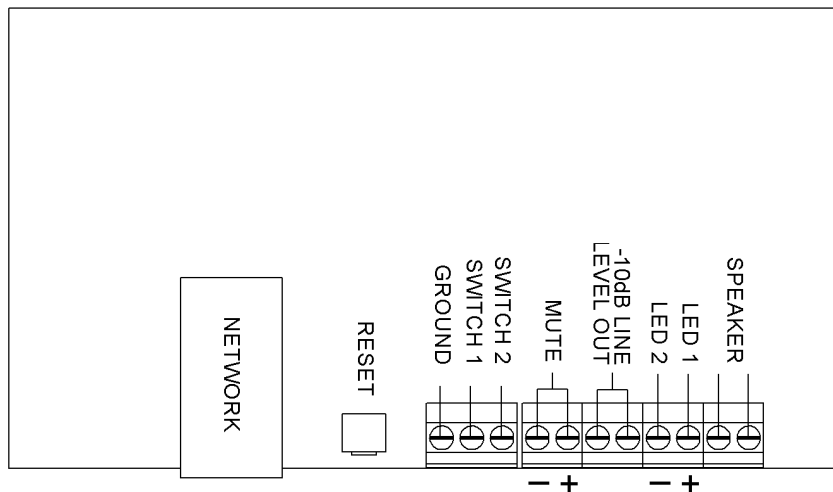 NETWORK
RESET
GROUND
SWITCH 1
SWITCH 2
MUTE
-10dB LINE
LEVEL OUT
LED 2
LED 1
SPEAKER
− +
− +